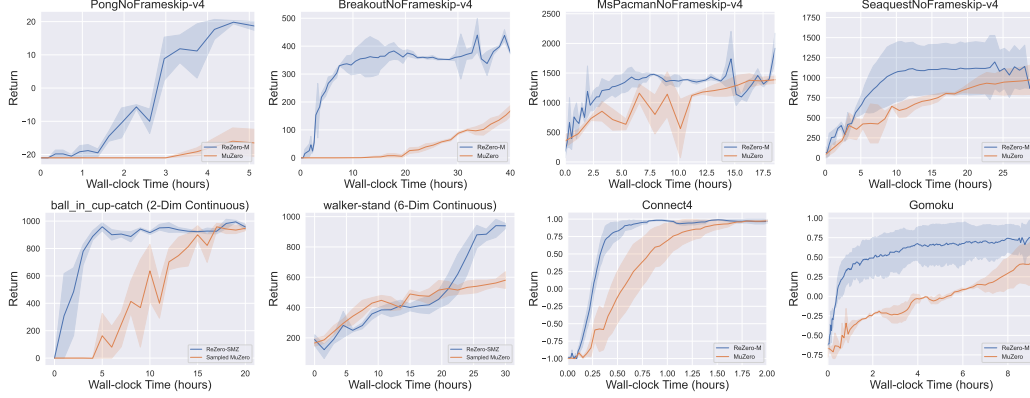 PongNoFrameskip-v4
Return
20
10
0
−10
−20
0 1 2 3 4 5
Wall-clock Time (hours)
ReZero-M
MuZero
BreakoutNoFrameskip-v4
Return
500
400
300
200
100
0
0 10 20 30 40
Wall-clock Time (hours)
ReZero-M
MuZero
MsPacmanNoFrameskip-v4
Return
2500
2000
1500
1000
500
0
0.0 2.5 5.0 7.5 10.0 12.5 15.0 17.5
Wall-clock Time (hours)
ReZero-M
MuZero
SeaquestNoFrameskip-v4
Return
1750
1500
1250
1000
750
500
250
0
0 5 10 15 20 25
Wall-clock Time (hours)
ReZero-M
MuZero
ball_in_cup-catch (2-Dim Continuous)
Return
1000
800
600
400
200
0
0 5 10 15 20
Wall-clock Time (hours)
ReZero-SMZ
Sampled MuZero
walker-stand (6-Dim Continuous)
Return
1000
800
600
400
200
0 5 10 15 20 25 30
Wall-clock Time (hours)
ReZero-SMZ
Sampled MuZero
Connect4
Return
1.00
0.75
0.50
0.25
0.00
−0.25
−0.50
−0.75
−1.00
0.00 0.25 0.50 0.75 1.00 1.25 1.50 1.75 2.00
Wall-clock Time (hours)
ReZero-M
MuZero
Gomoku
Return
1.00
0.75
0.50
0.25
0.00
−0.25
−0.50
−0.75
0 2 4 6 8
Wall-clock Time (hours)
ReZero-M
MuZero